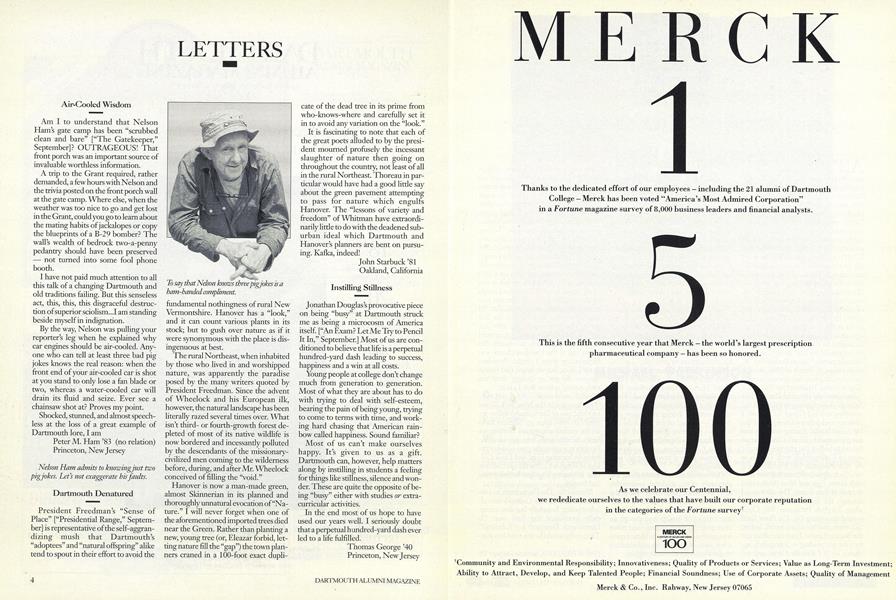 LETTERS
Air-Cooled Wisdom
Am I to understand that Nelson
Ham's gate camp has been "scrubbed
clean and bare" ["The Gatekeeper,"
September]? OUTRAGEOUS! That
front porch was an important source of
invaluable worthless information.
A trip to the Grant required, rather
demanded, a few hours with Nelson and
the trivia posted on the front porch wall
at the gate camp. Where else, when the
weather was too nice to go and get lost
in the Grant, could you go to learn about
the mating habits of jackalopes or copy
the blueprints of a B-29 bomber? The
wall's wealth of bedrock two-a-penny
pedantry should have been preserved
— not turned into some fool phone
booth.
I have not paid much attention to all
this talk of a changing Dartmouth and
old traditions failing. But this senseless
act, this, this, this disgraceful destruc-
tion of superior sciolism...I am standing
beside myself in indignation.
By the way, Nelson was pulling your
reporter's leg when he explained why
car engines should be air-cooled. Any-
one who can tell at least three bad pig
jokes knows the real reason: when the
front end of your air-cooled car is shot
at you stand to only lose a fan blade or
two, whereas a water-cooled car will
drain its fluid and seize. Ever see a
chainsaw shot at? Proves my point.
Shocked, stunned, and almost speech-
less at the loss of a great example of
Dartmouth lore, I am
Peter M. Ham '83 (no relation)
Princeton, New Jersey
Nelson Ham admits to knowing just two
pig jokes. Let's not exaggerate his faults.
Dartmouth Denatured
President Freedman's "Sense of
Place" ["Presidential Range," Septem-
ber] is representative of the self-aggran-
dizing mush that Dartmouth's
"adoptees" and "natural offspring" alike
tend to spout in their effort to avoid the
To say that Nelson knows three pig jokes is a
ham-handed compliment.
fundamental nothingness of rural New
Vermontshire. Hanover has a "look,"
and it can count various plants in its
stock; but to gush over nature as if it
were synonymous with the place is dis-
ingenuous at best.
The rural Northeast, when inhabited
by those who lived in and worshipped
nature, was apparently the paradise
posed by the many writers quoted by
President Freedman. Since the advent
of Wheelock and his European ilk,
however, the natural landscape has been
literally razed several times over. What
isn't third- or fourth-growth forest de-
pleted of most of its native wildlife is
now bordered and incessantly polluted
by the descendants of the missionary-
civilized men coming to the wilderness
before, during, and after Mr. Wheelock
conceived of filling the "void."
Hanover is now a man-made green,
almost Skinnerian in its planned and
thoroughly unnatural evocation of "Na-
ture." I will never forget when one of
the aforementioned imported trees died
near the Green. Rather than planting a
new, young tree (or, Eleazar forbid, let-
ting nature fill the "gap") the town plan-
ners craned in a 100-foot exact dupli-
cate of the dead tree in its prime from
who-knows-where and carefully set it
in to avoid any variation on the "look."
It is fascinating to note that each of
the great poets alluded to by the presi-
dent mourned profusely the incessant
slaughter of nature then going on
throughout the country, not least of all
in the rural Northeast. Thoreau in par-
ticular would have had a good little say
about the green pavement attempting
to pass for nature which engulfs
Hanover. The "lessons of variety and
freedom" of Whitman have extraordi-
narily little to do with the deadened sub-
urban ideal which Dartmouth and
Hanover's planners are bent on pursu-
ing. Kafka, indeed!
John Starbuck '81
Oakland, California
Instilling Stillness
Jonathan Douglas's provocative piece
on being "busy" at Dartmouth struck
me as being a microcosm of America
itself. ["An Exam? Let Me Try to Pencil
It In," September.] Most of us are con-
ditioned to believe that life is a perpetual
hundred-yard dash leading to success,
happiness and a win at all costs.
Young people at college don't change
much from generation to generation.
Most of what they are about has to do
with trying to deal with self-esteem,
bearing the pain of being young, trying
to come to terms with time, and work-
ing hard chasing that American rain-
bow called happiness. Sound familiar?
Most of us can't make ourselves
happy. It's given to us as a gift.
Dartmouth can, however, help matters
along by instilling in students a feeling
for things like stillness, silence and won-
der. These are quite the opposite of be-
ing "busy" either with studies or extra-
curricular activities.
In the end most of us hope to have
used our years well. I seriously doubt
that a perpetual hundred-yard dash ever
led to a life fulfilled.
Thomas George '40
Princeton, New Jersey
4
DARTMOUTH ALUMNI MAGAZINE
MERCK
1
Thanks to the dedicated effort of our employees – including the 21 alumni of Dartmouth
College – Merck has been voted "America's Most Admired Corporation"
in a Fortune magazine survey of 8,000 business leaders and financial analysts.
5
This is the fifth consecutive year that Merck – the world's largest prescription
pharmaceutical company – has been so honored.
100
As we celebrate our Centennial,
we rededicate ourselves to the values that have built our corporate reputation
in the categories of the Fortune survey†
MERCK
100
†Community and Environmental Responsibility; Innovativeness; Quality of Products or Services; Value as Long-Term Investment;
Ability to Attract, Develop, and Keep Talented People; Financial Soundness; Use of Corporate Assets; Quality of Management
Merck & Co., Inc. Rahway, New Jersey 07065